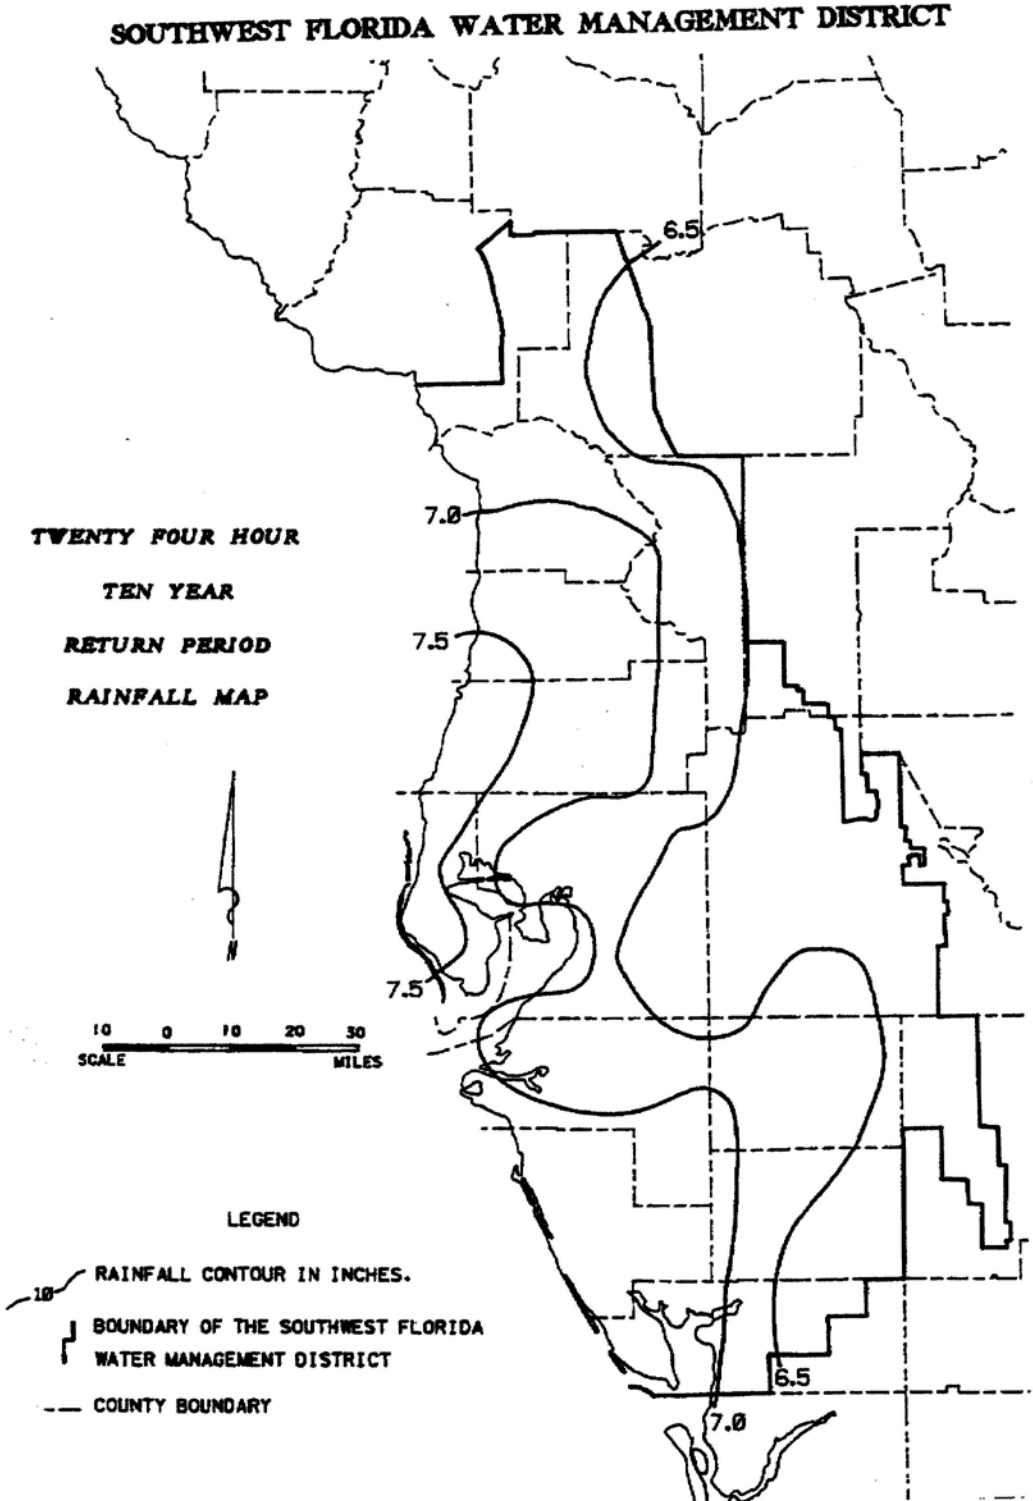 SOUTHWEST FLORIDA WATER MANAGEMENT DISTRICT
6.5
7.0
TWENTY FOUR HOUR
TEN YEAR
RETURN PERIOD
RAINFALL MAP
7.5
N
7.5
10 0 10 20 30
SCALE MILES
LEGEND
10 RAINFALL CONTOUR IN INCHES.
BOUNDARY OF THE SOUTHWEST FLORIDA
WATER MANAGEMENT DISTRICT
COUNTY BOUNDARY
6.5
7.0